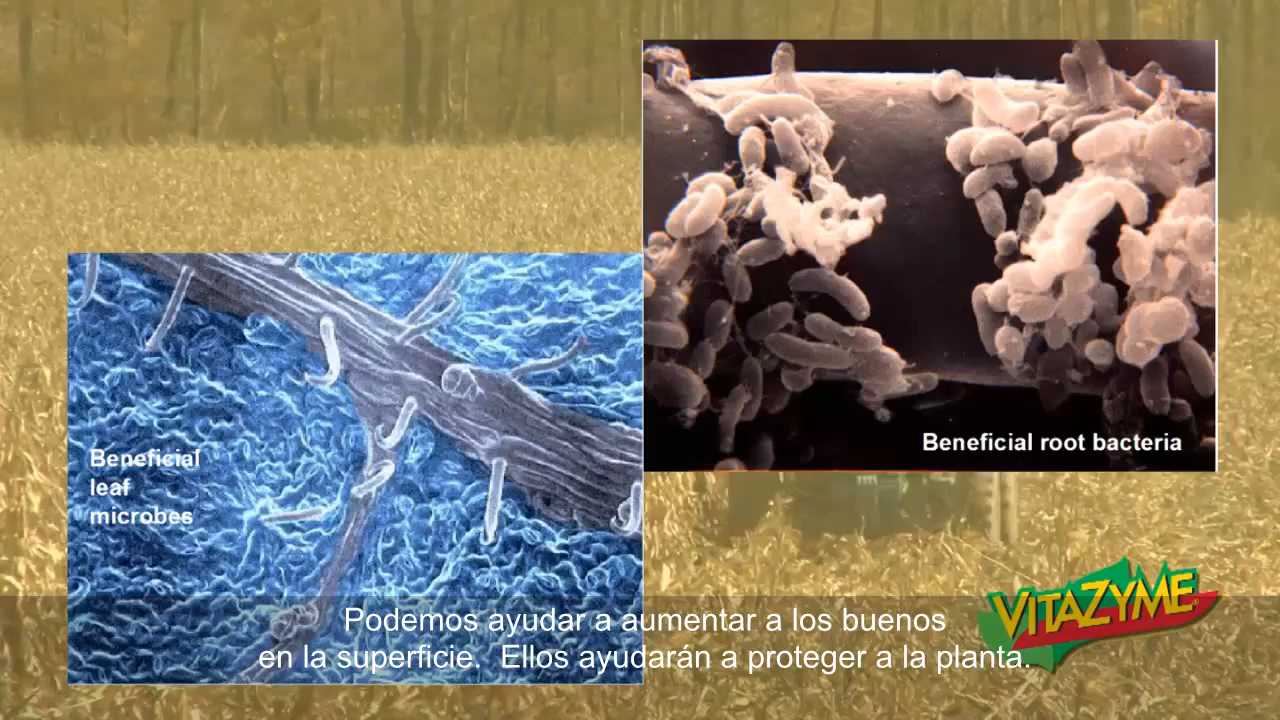 Beneficial root bacteria
Beneficial
leaf
microbes
VITAZYME®
Podemos ayudar a aumentar a los buenos
en la superficie.  Ellos ayudarán a proteger a la planta.